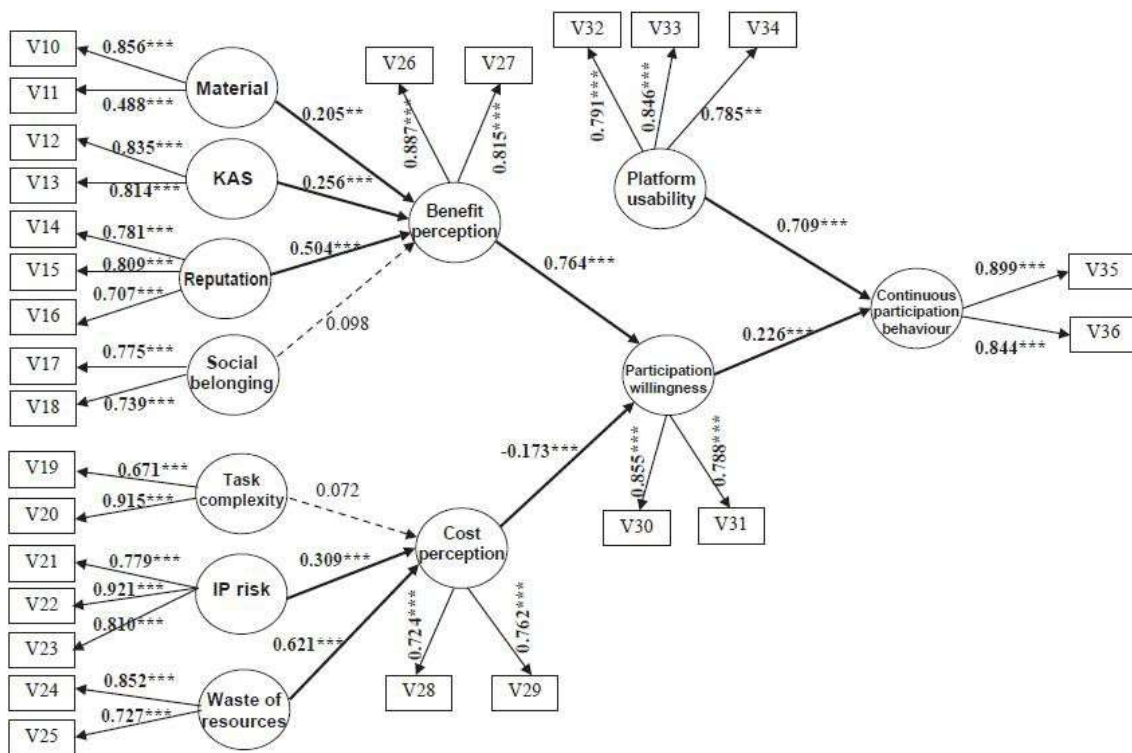 V10
0.856***
Material
V11
0.488***
V12
0.835***
KAS
V13
0.814***
V14
0.781***
V15
0.809***
Reputation
V16
0.707***
V17
0.775***
Social
belonging
V18
0.739***
V26
V27
0.887***
0.815***
0.205**
0.256***
0.504***
0.098
Benefit
perception
V32
V33
V34
0.791***
0.846***
0.785**
Platform
usability
0.709***
0.764***
Continuous
participation
behaviour
0.899***
V35
0.844***
V36
0.226***
Participation
willingness
-0.173***
0.855***
0.788***
V30
V31
V19
0.671***
Task
complexity
V20
0.915***
0.072
V21
0.779***
IP risk
V22
0.921***
V23
0.810***
0.309***
Cost
perception
0.621***
0.724***
0.762***
V28
V29
V24
0.852***
Waste of
resources
V25
0.727***